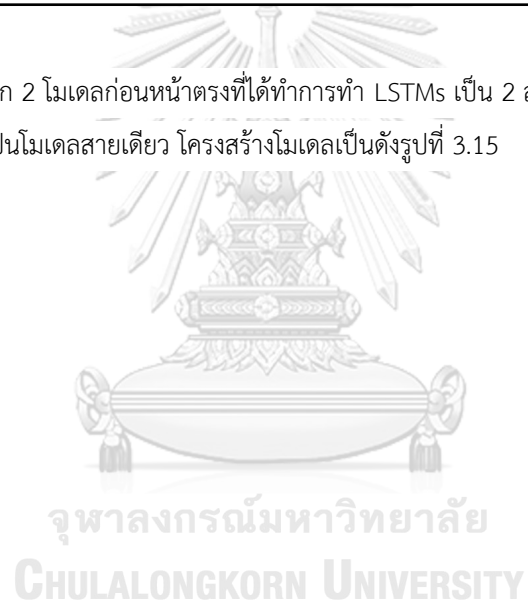 ก 2 โมเดลก่อนหน้าตรงที่ได้ทำการทำ LSTMs เป็น 2 ส
ป็นโมเดลสายเดียว โครงสร้างโมเดลเป็นดังรูปที่ 3.15
จุฬาลงกรณ์มหาวิทยาลัย
CHULALONGKORN UNIVERSITY